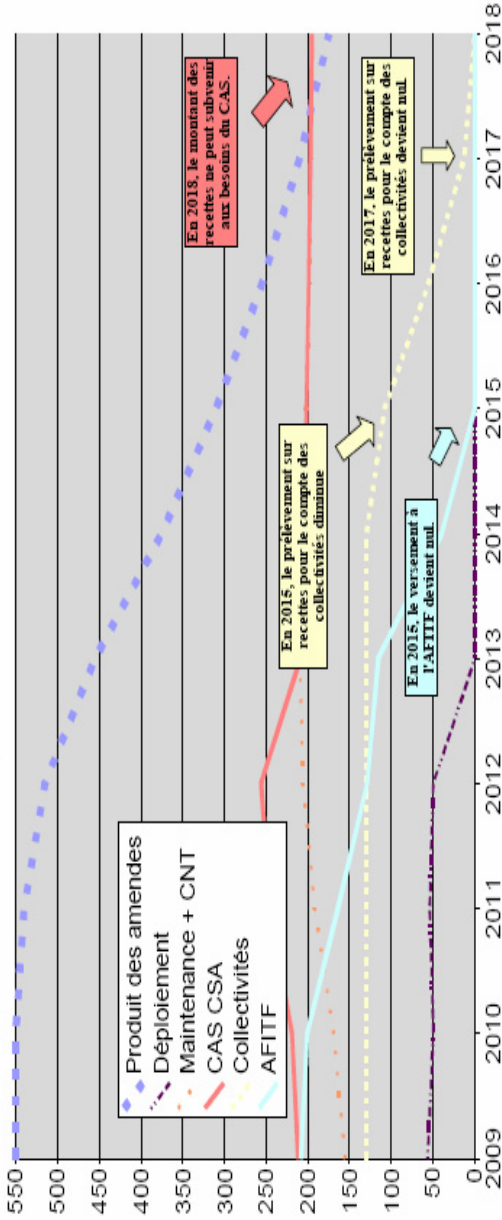 550
500
450
400
350
300
250
200
150
100
50
0
Produit des amendes
Déploiement
Maintenance + CNT
CAS CSA
Collectivités
AFITF
En 2018, le montant des
recettes ne peut subvenir
aux besoins du CAS.
En 2015, le prélèvement sur
recettes pour le compte des
collectivités diminue
En 2017, le prélèvement sur
recettes pour le compte des
collectivités devient nul.
En 2015, le versement à
l'AFITF devient nul.
2009 2010 2011 2012 2013 2014 2015 2016 2017 2018